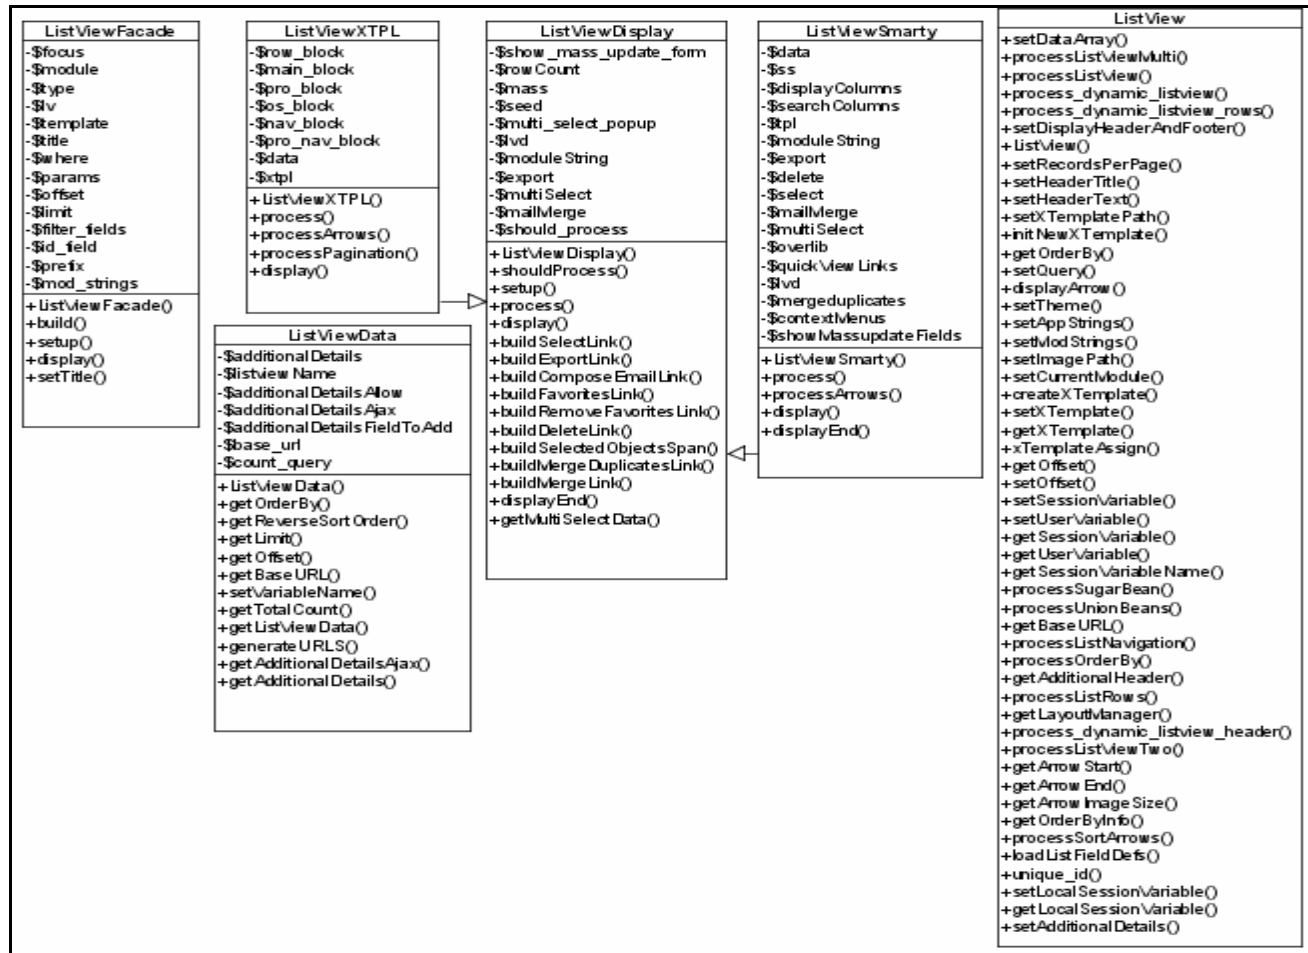 ListViewFacade
-$focus
-$module
-$type
-$lv
-$template
-$title
-$where
-$params
-$offset
-$limit
-$filter_fields
-$id_field
-$prefix
-$mod_strings
+ListViewFacade()
+build()
+setup()
+display()
+setTitle()
ListViewXTPL
-$row_block
-$main_block
-$pro_block
-$os_block
-$nav_block
-$pro_nav_block
-$data
-$xtpl
+ListViewXTPL()
+process()
+processArrows()
+processPagination()
+display()
ListViewData
-$additionalDetails
-$listviewName
-$additionalDetailsAllow
-$additionalDetailsAjax
-$additionalDetailsFieldToAdd
-$base_url
-$count_query
+ListViewData()
+getOrderBy()
+getReverseSortOrder()
+getLimit()
+getOffset()
+getBaseURL()
+setVariableName()
+getTotalCount()
+getListViewData()
+generateURLS()
+getAdditionalDetailsAjax()
+getAdditionalDetails()
ListViewDisplay
-$show_mass_update_form
-$rowCount
-$mass
-$seed
-$multi_select_popup
-$lvd
-$moduleString
-$export
-$multiSelect
-$mailMerge
-$should_process
+ListViewDisplay()
+shouldProcess()
+setup()
+process()
+display()
+buildSelectLink()
+buildExportLink()
+buildComposeEmailLink()
+buildFavoritesLink()
+buildRemoveFavoritesLink()
+buildDeleteLink()
+buildSelectedObjectsSpan()
+buildMergeDuplicatesLink()
+buildMergeLink()
+displayEnd()
+getMultiSelectData()
ListViewSmarty
-$data
-$ss
-$displayColumns
-$searchColumns
-$tpl
-$moduleString
-$export
-$delete
-$select
-$mailMerge
-$multiSelect
-$overlib
-$quickViewLinks
-$lvd
-$mergeduplicates
-$contextMenus
-$showMassupdateFields
+ListViewSmarty()
+process()
+processArrows()
+display()
+displayEnd()
ListView
+setDataArray()
+processListViewMulti()
+processListView()
+process_dynamic_listview()
+process_dynamic_listview_rows()
+setDisplayHeaderAndFooter()
+ListView()
+setRecordsPerPage()
+setHeaderTitle()
+setHeaderText()
+setXTemplatePath()
+initNewXTemplate()
+getOrderBy()
+setQuery()
+displayArrow()
+setTheme()
+setAppStrings()
+setModStrings()
+setImagePath()
+setCurrentModule()
+createXTemplate()
+setXTemplate()
+getXTemplate()
+xTemplateAssign()
+getOffset()
+setOffset()
+setSessionVariable()
+setUserVariable()
+getSessionVariable()
+getUserVariable()
+getSessionVariableName()
+processSugarBean()
+processUnionBeans()
+getBaseURL()
+processListNavigation()
+processOrderBy()
+getAdditionalHeader()
+processListRows()
+getLayoutManager()
+process_dynamic_listview_header()
+processListViewTwo()
+getArrowStart()
+getArrowEnd()
+getArrowImageSize()
+getOrderByInfo()
+processSortArrows()
+loadListFieldDefs()
+unique_id()
+setLocalSessionVariable()
+getLocalSessionVariable()
+setAdditionalDetails()